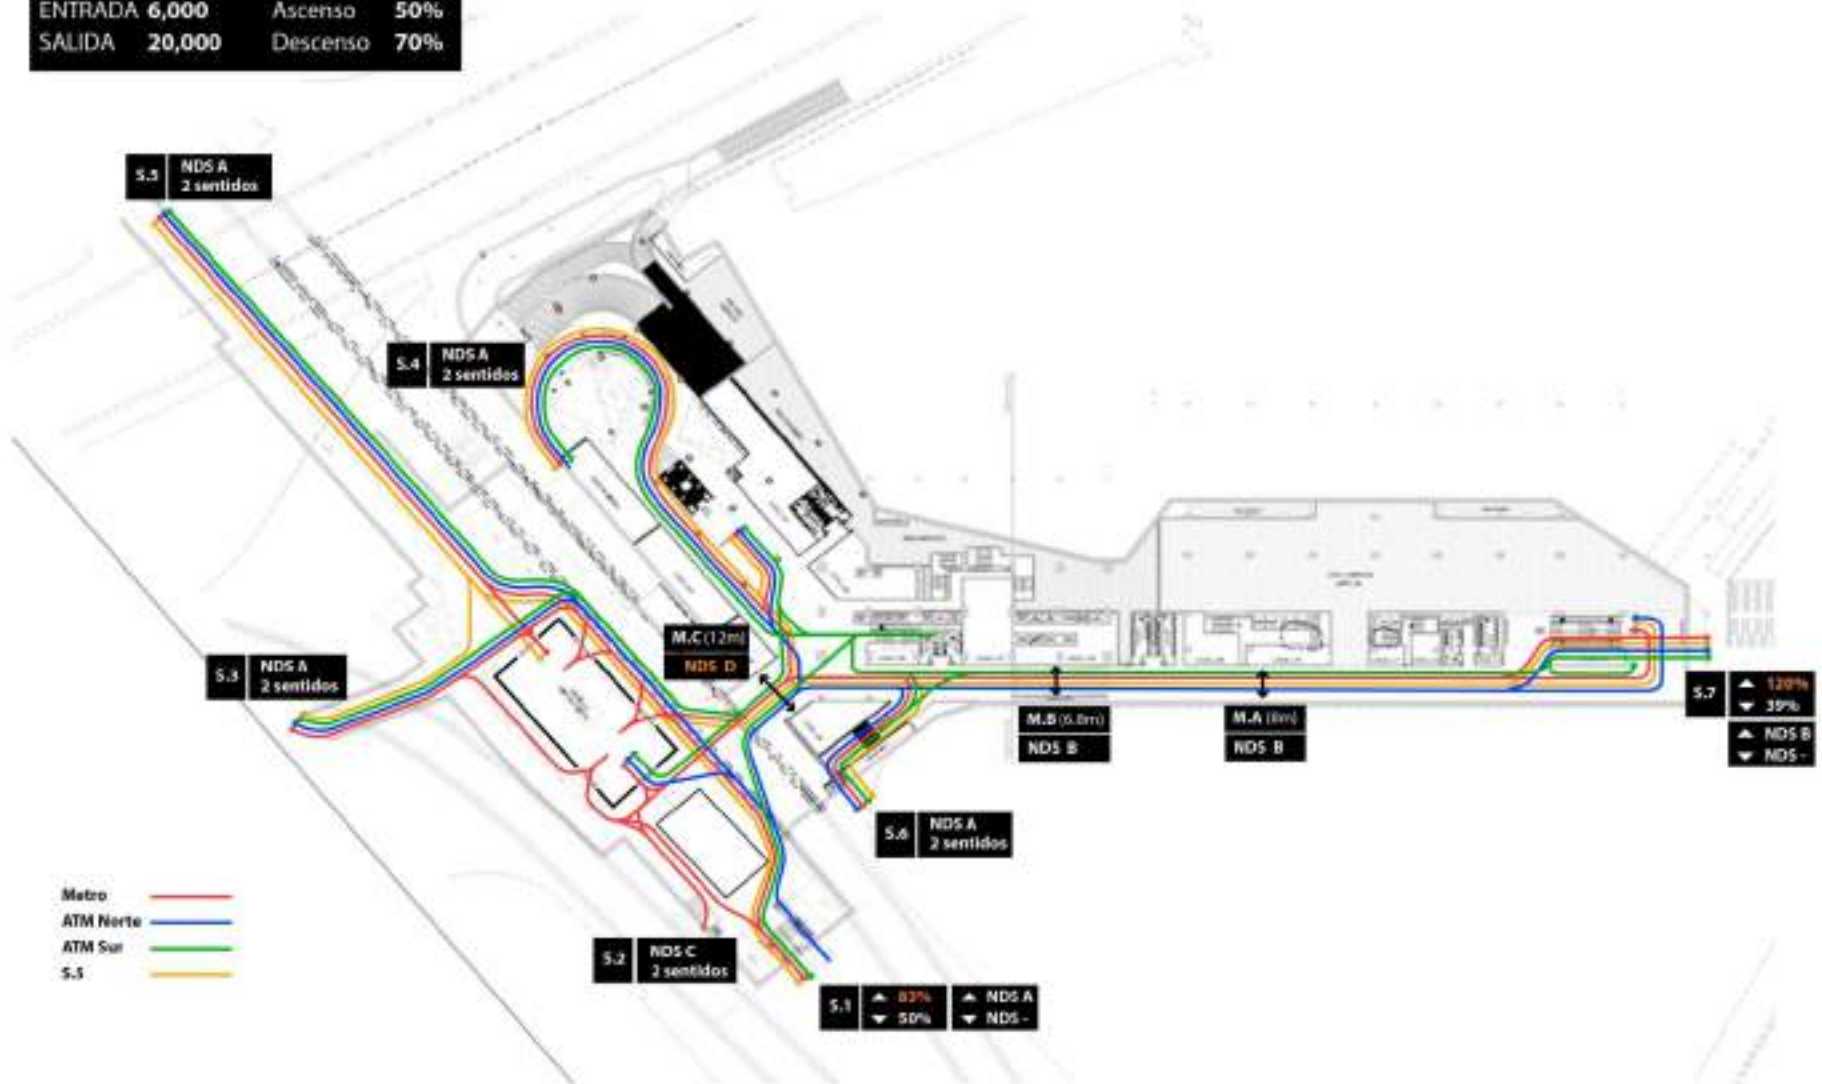 ENTRADA 6,000 Ascenso 50%
SALIDA 20,000 Descenso 70%
S.5 NDS A
2 sentidos
S.4 NDS A
2 sentidos
M.C (12m)
NDS D
S.3 NDS A
2 sentidos
M.B (6.8m)
NDS B
M.A (8m)
NDS B
S.7 120%
39%
NDS B
NDS -
S.6 NDS A
2 sentidos
Metro
ATM Norte
ATM Sur
S.5
S.2 NDS C
2 sentidos
S.1 83% NDS A
50% NDS -